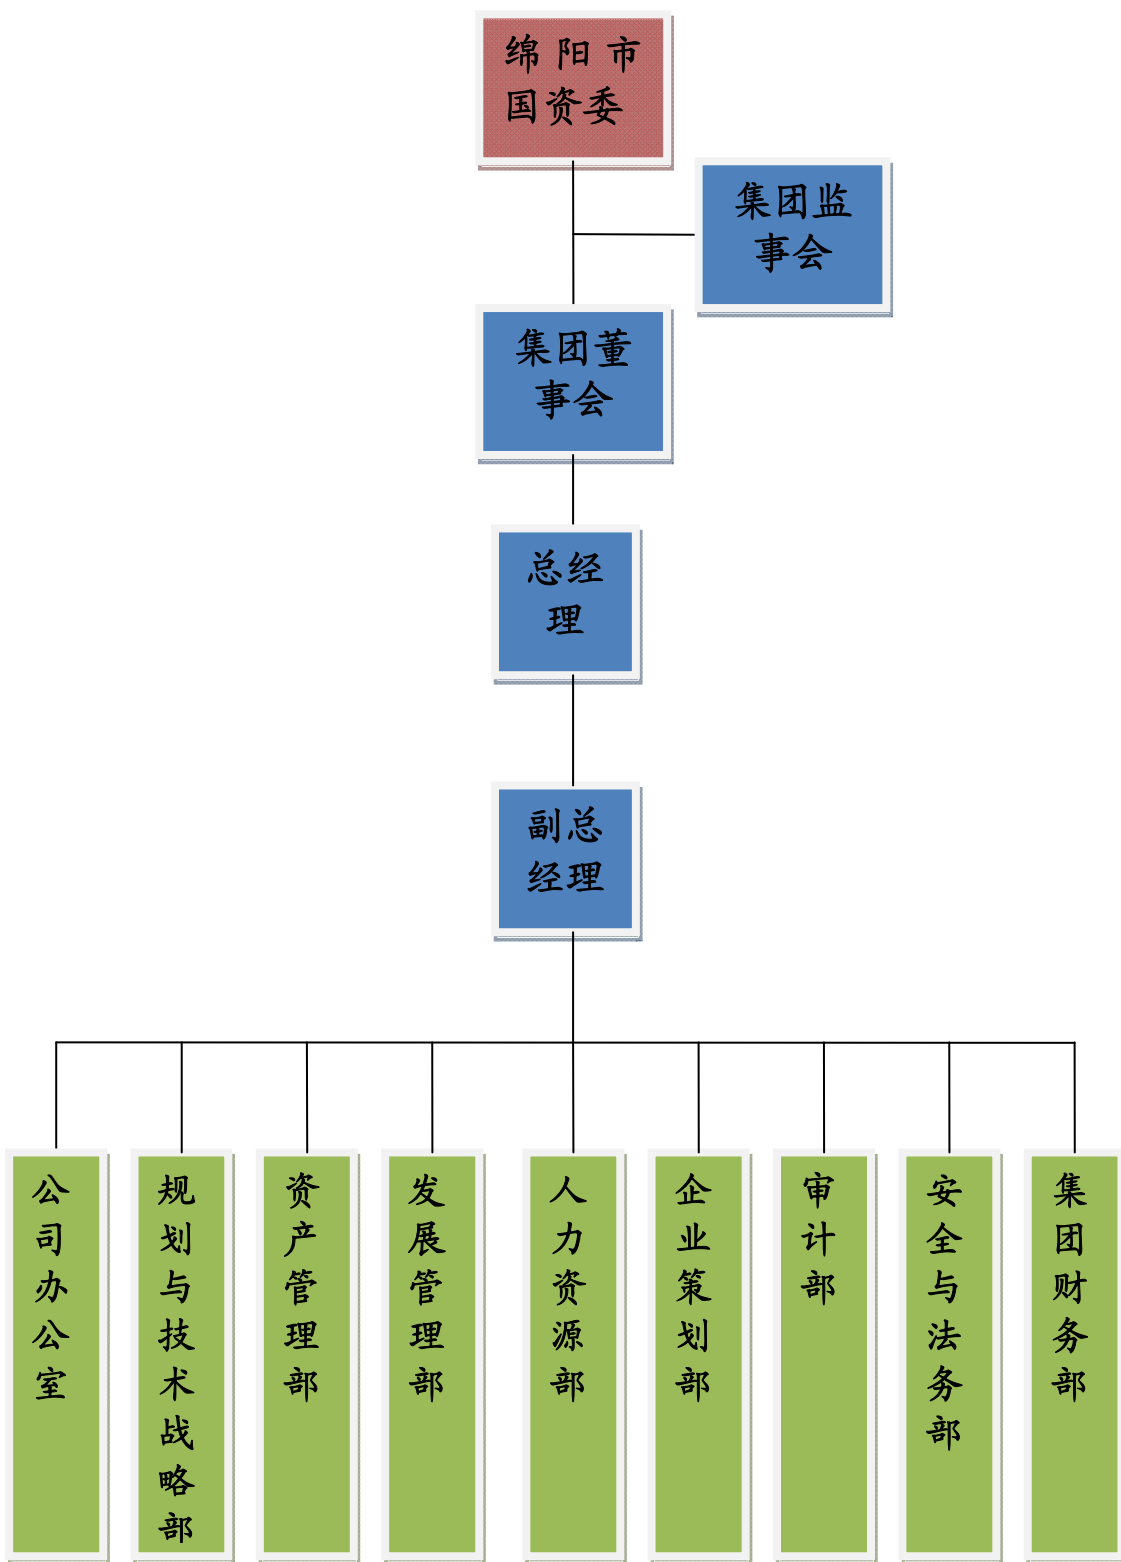 绵阳市
国资委
集团监
事会
集团董
事会
总经
理
副总
经理
公司办公室
规划与技术战略部
资产管理部
发展管理部
人力资源部
企业策划部
审计部
安全与法务部
集团财务部